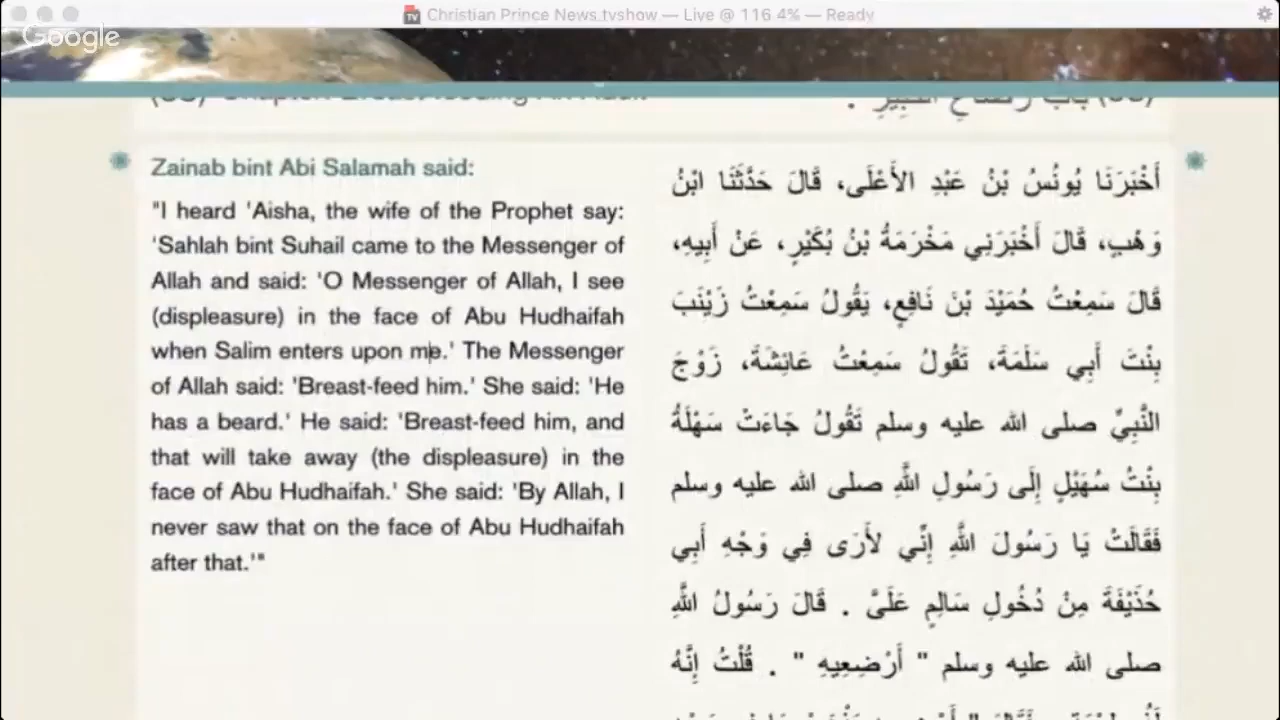 Christian Prince News.tvshow — Live @ 116.4% — Ready
Google
Zainab bint Abi Salamah said:
"I heard 'Aisha, the wife of the Prophet say:
'Sahlah bint Suhail came to the Messenger of
Allah and said: 'O Messenger of Allah, I see
(displeasure) in the face of Abu Hudhaifah
when Salim enters upon me.' The Messenger
of Allah said: 'Breast-feed him.' She said: 'He
has a beard.' He said: 'Breast-feed him, and
that will take away (the displeasure) in the
face of Abu Hudhaifah.' She said: 'By Allah, I
never saw that on the face of Abu Hudhaifah
after that.'"
أَخْبَرَنَا يُونُسُ بْنُ عَبْدِ الأَعْلَى، قَالَ حَدَّثَنَا ابْنُ
وَهْبٍ، قَالَ أَخْبَرَنِي مَخْرَمَةُ بْنُ بُكَيْرٍ، عَنْ أَبِيهِ،
قَالَ سَمِعْتُ حُمَيْدَ بْنَ نَافِعٍ، يَقُولُ سَمِعْتُ زَيْنَبَ
بِنْتَ أَبِي سَلَمَةَ، تَقُولُ سَمِعْتُ عَائِشَةَ، زَوْجَ
النَّبِيِّ صلى الله عليه وسلم تَقُولُ جَاءَتْ سَهْلَةُ
بِنْتُ سُهَيْلٍ إِلَى رَسُولِ اللَّهِ صلى الله عليه وسلم
فَقَالَتْ يَا رَسُولَ اللَّهِ إِنِّي لأَرَى فِي وَجْهِ أَبِي
حُذَيْفَةَ مِنْ دُخُولِ سَالِمٍ عَلَىَّ ‏.‏ قَالَ رَسُولُ اللَّهِ
صلى الله عليه وسلم " أَرْضِعِيهِ " . قُلْتُ إِنَّهُ